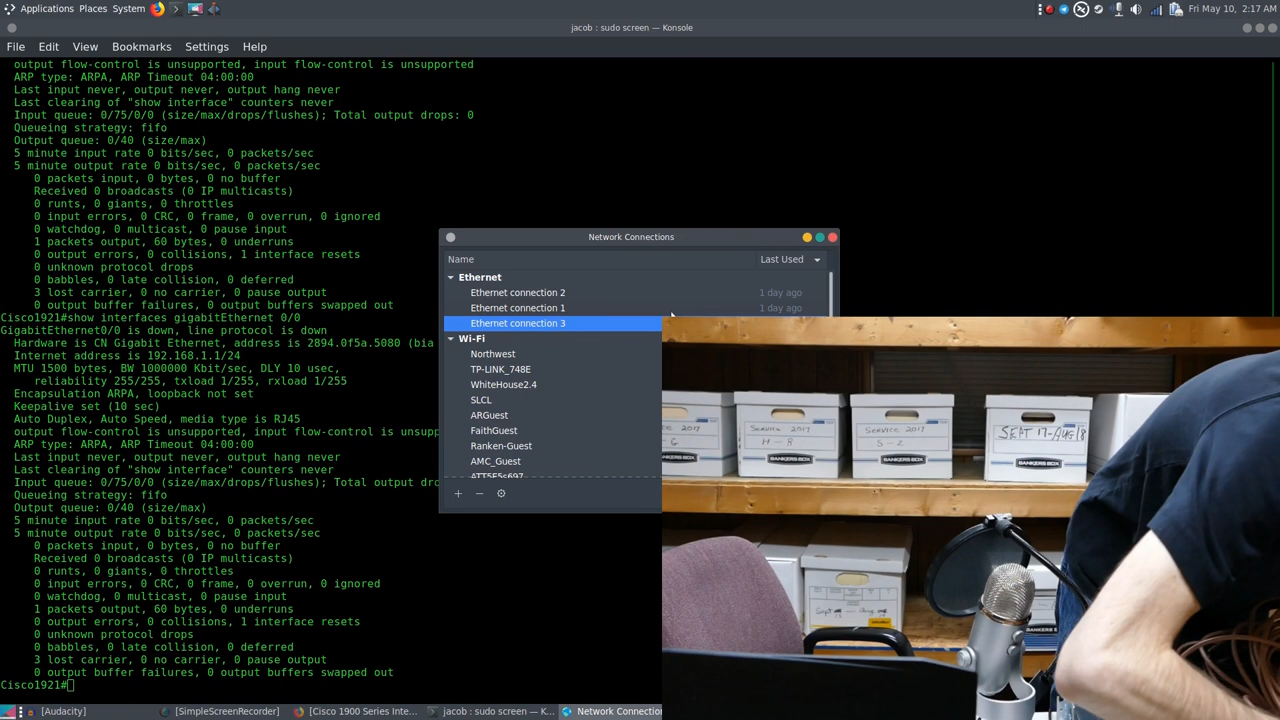 Applications Places System
Fri May 10, 2:17 AM
jacob : sudo screen — Konsole
File Edit View Bookmarks Settings Help
output flow-control is unsupported, input flow-control is unsupported
ARP type: ARPA, ARP Timeout 04:00:00
Last input never, output never, output hang never
Last clearing of "show interface" counters never
Input queue: 0/75/0/0 (size/max/drops/flushes); Total output drops: 0
Queueing strategy: fifo
Output queue: 0/40 (size/max)
5 minute input rate 0 bits/sec, 0 packets/sec
5 minute output rate 0 bits/sec, 0 packets/sec
0 packets input, 0 bytes, 0 no buffer
Received 0 broadcasts (0 IP multicasts)
0 runts, 0 giants, 0 throttles
0 input errors, 0 CRC, 0 frame, 0 overrun, 0 ignored
0 watchdog, 0 multicast, 0 pause input
1 packets output, 60 bytes, 0 underruns
0 output errors, 0 collisions, 1 interface resets
0 unknown protocol drops
0 babbles, 0 late collision, 0 deferred
3 lost carrier, 0 no carrier, 0 pause output
0 output buffer failures, 0 output buffers swapped out
Cisco1921#show interfaces gigabitEthernet 0/0
GigabitEthernet0/0 is down, line protocol is down
Hardware is CN Gigabit Ethernet, address is 2894.0f5a.5080 (bia
Internet address is 192.168.1.1/24
MTU 1500 bytes, BW 1000000 Kbit/sec, DLY 10 usec,
reliability 255/255, txload 1/255, rxload 1/255
Encapsulation ARPA, loopback not set
Keepalive set (10 sec)
Auto Duplex, Auto Speed, media type is RJ45
output flow-control is unsupported, input flow-control is unsupp
ARP type: ARPA, ARP Timeout 04:00:00
Last input never, output never, output hang never
Last clearing of "show interface" counters never
Input queue: 0/75/0/0 (size/max/drops/flushes); Total output dro
Queueing strategy: fifo
Output queue: 0/40 (size/max)
5 minute input rate 0 bits/sec, 0 packets/sec
5 minute output rate 0 bits/sec, 0 packets/sec
0 packets input, 0 bytes, 0 no buffer
Received 0 broadcasts (0 IP multicasts)
0 runts, 0 giants, 0 throttles
0 input errors, 0 CRC, 0 frame, 0 overrun, 0 ignored
0 watchdog, 0 multicast, 0 pause input
1 packets output, 60 bytes, 0 underruns
0 output errors, 0 collisions, 1 interface resets
0 unknown protocol drops
0 babbles, 0 late collision, 0 deferred
3 lost carrier, 0 no carrier, 0 pause output
0 output buffer failures, 0 output buffers swapped out
Cisco1921#
Network Connections
Name Last Used
Ethernet
Ethernet connection 2 1 day ago
Ethernet connection 1 1 day ago
Ethernet connection 3
Wi-Fi
Northwest
TP-LINK_748E
WhiteHouse2.4
SLCL
ARGuest
FaithGuest
Ranken-Guest
AMC_Guest
Service 2017
H - R
BANKERS BOX
Service 2017
S - Z
BANKERS BOX
SEPT 17-AUG 18
BANKERS BOX
BANKERS BOX
[Audacity]
[SimpleScreenRecorder]
[Cisco 1900 Series Inte...
jacob : sudo screen — K...
Network Connection